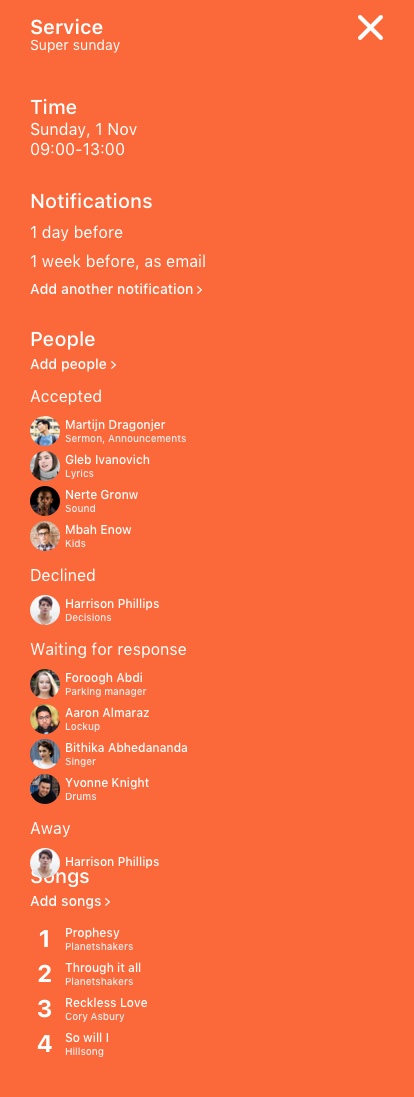 Service
Super sunday
Time
Sunday, 1 Nov
09:00-13:00
Notifications
1 day before
1 week before, as email
Add another notification >
People
Add people >
Accepted
Martijn Dragonjer
Sermon, Announcements
Gleb Ivanovich
Lyrics
Nerte Gronw
Sound
Mbah Enow
Kids
Declined
Harrison Phillips
Decisions
Waiting for response
Foroogh Abdi
Parking manager
Aaron Almaraz
Lockup
Bithika Abhedananda
Singer
Yvonne Knight
Drums
Away
Harrison Phillips
Songs
Add songs >
1 Prophesy
Planetshakers
2 Through it all
Planetshakers
3 Reckless Love
Cory Asbury
4 So will I
Hillsong